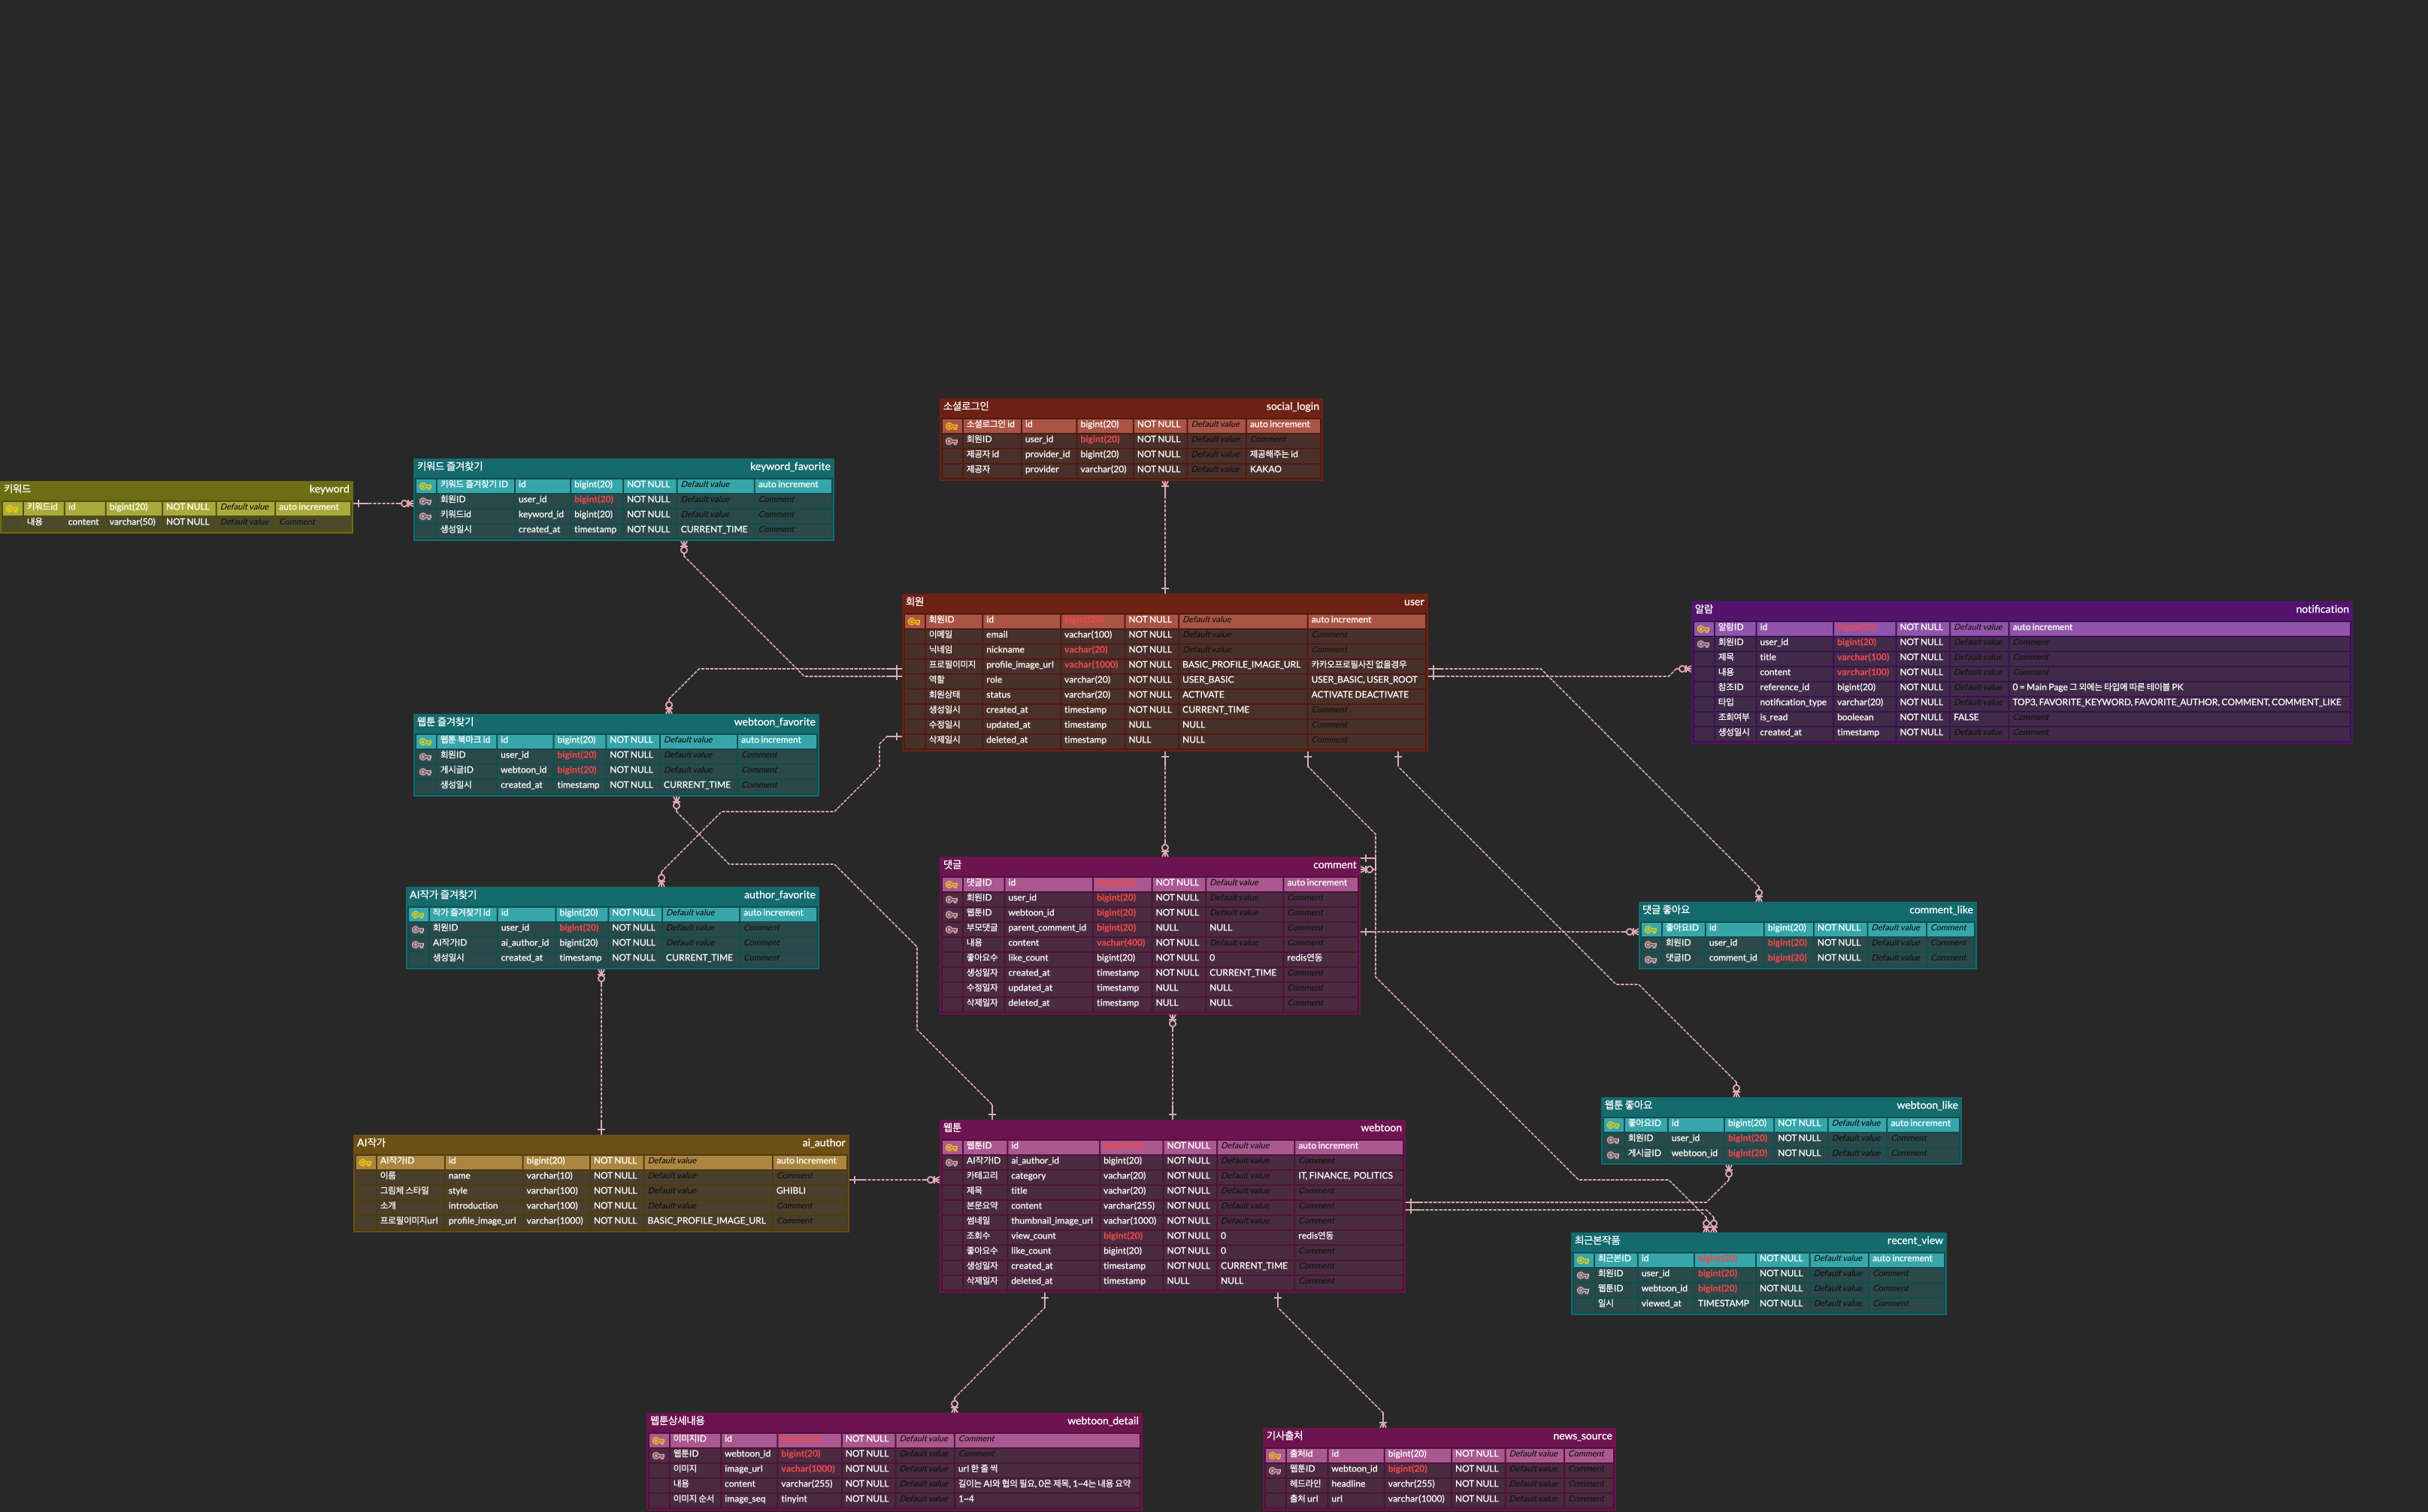 소셜로그인 social_login
소셜로그인 id id bigint(20) NOT NULL Default value auto increment
회원ID user_id bigint(20) NOT NULL Default value Comment
제공자 id provider_id bigint(20) NOT NULL Default value 제공해주는 id
제공자 provider varchar(20) NOT NULL Default value KAKAO
키워드 즐겨찾기 keyword_favorite
키워드 즐겨찾기 ID id bigint(20) NOT NULL Default value auto increment
회원ID user_id bigint(20) NOT NULL Default value Comment
키워드id keyword_id bigint(20) NOT NULL Default value Comment
생성일시 created_at timestamp NOT NULL CURRENT_TIME Comment
키워드 keyword
키워드id id bigint(20) NOT NULL Default value auto increment
내용 content varchar(50) NOT NULL Default value Comment
회원 user
회원ID id bigint(20) NOT NULL Default value auto increment
이메일 email vachar(100) NOT NULL Default value Comment
닉네임 nickname vachar(20) NOT NULL Default value Comment
프로필이미지 profile_image_url vachar(1000) NOT NULL BASIC_PROFILE_IMAGE_URL 카카오프로필사진 없을경우
역할 role varchar(20) NOT NULL USER_BASIC USER_BASIC, USER_ROOT
회원상태 status varchar(20) NOT NULL ACTIVATE ACTIVATE DEACTIVATE
생성일시 created_at timestamp NOT NULL CURRENT_TIME Comment
수정일시 updated_at timestamp NULL NULL Comment
삭제일시 deleted_at timestamp NULL NULL Comment
알람 notification
알람ID id bigint(20) NOT NULL Default value auto increment
회원ID user_id bigint(20) NOT NULL Default value Comment
제목 title varchar(100) NOT NULL Default value Comment
내용 content varchar(100) NOT NULL Default value Comment
참조ID reference_id bigint(20) NOT NULL Default value 0 = Main Page 그 외에는 타입에 따른 테이블 PK
타입 notification_type varchar(20) NOT NULL Default value TOP3, FAVORITE_KEYWORD, FAVORITE_AUTHOR, COMMENT, COMMENT_LIKE
조회여부 is_read booleean NOT NULL FALSE Comment
생성일시 created_at timestamp NOT NULL Default value Comment
웹툰 즐겨찾기 webtoon_favorite
웹툰 북마크 id id bigint(20) NOT NULL Default value auto increment
회원ID user_id bigint(20) NOT NULL Default value Comment
게시글ID webtoon_id bigint(20) NOT NULL Default value Comment
생성일시 created_at timestamp NOT NULL CURRENT_TIME Comment
댓글 comment
댓글ID id bigint(20) NOT NULL Default value auto increment
회원ID user_id bigint(20) NOT NULL Default value Comment
웹툰ID webtoon_id bigint(20) NOT NULL Default value Comment
부모댓글 parent_comment_id bigint(20) NULL NULL Comment
내용 content vachar(400) NOT NULL Default value Comment
좋아요수 like_count bigint(20) NOT NULL 0 redis연동
생성일자 created_at timestamp NOT NULL CURRENT_TIME Comment
수정일자 updated_at timestamp NULL NULL Comment
삭제일자 deleted_at timestamp NULL NULL Comment
AI작가 즐겨찾기 author_favorite
작가 즐겨찾기 id id bigint(20) NOT NULL Default value auto increment
회원ID user_id bigint(20) NOT NULL Default value Comment
AI작가ID ai_author_id bigint(20) NOT NULL Default value Comment
생성일시 created_at timestamp NOT NULL CURRENT_TIME Comment
댓글 좋아요 comment_like
좋아요ID id bigint(20) NOT NULL Default value Comment
회원ID user_id bigint(20) NOT NULL Default value Comment
댓글ID comment_id bigint(20) NOT NULL Default value Comment
웹툰 좋아요 webtoon_like
좋아요ID id bigint(20) NOT NULL Default value auto increment
회원ID user_id bigint(20) NOT NULL Default value Comment
게시글ID webtoon_id bigint(20) NOT NULL Default value Comment
AI작가 ai_author
AI작가ID id bigint(20) NOT NULL Default value auto increment
이름 name varchar(10) NOT NULL Default value Comment
그림체 스타일 style varchar(100) NOT NULL Default value GHIBLI
소개 introduction varchar(100) NOT NULL Default value Comment
프로필이미지url profile_image_url varchar(1000) NOT NULL BASIC_PROFILE_IMAGE_URL Comment
웹툰 webtoon
웹툰ID id bigint(20) NOT NULL Default value auto increment
AI작가ID ai_author_id bigint(20) NOT NULL Default value Comment
카테고리 category vachar(20) NOT NULL Default value IT, FINANCE, POLITICS
제목 title vachar(20) NOT NULL Default value Comment
본문요약 content varchar(255) NOT NULL Default value Comment
썸네일 thumbnail_image_url vachar(1000) NOT NULL Default value Comment
조회수 view_count bigint(20) NOT NULL 0 redis연동
좋아요수 like_count bigint(20) NOT NULL 0 Comment
생성일자 created_at timestamp NOT NULL CURRENT_TIME Comment
삭제일자 deleted_at timestamp NULL NULL Comment
최근본작품 recent_view
최근본ID id bigint(20) NOT NULL Default value auto increment
회원ID user_id bigint(20) NOT NULL Default value Comment
웹툰ID webtoon_id bigint(20) NOT NULL Default value Comment
일시 viewed_at TIMESTAMP NOT NULL Default value Comment
웹툰상세내용 webtoon_detail
이미지ID id NOT NULL Default value Comment
웹툰ID webtoon_id bigint(20) NOT NULL Default value Comment
이미지 image_url vachar(1000) NOT NULL Default value url 한 줄 씩
내용 content varchar(255) NOT NULL Default value 길이는 AI와 협의 필요, 0은 제목, 1~4는 내용 요약
이미지 순서 image_seq tinyint NOT NULL Default value 1~4
기사출처 news_source
출처id id bigint(20) NOT NULL Default value Comment
웹툰ID webtoon_id bigint(20) NOT NULL Default value Comment
헤드라인 headline varchr(255) NOT NULL Default value Comment
출처 url url varchar(1000) NOT NULL Default value Comment